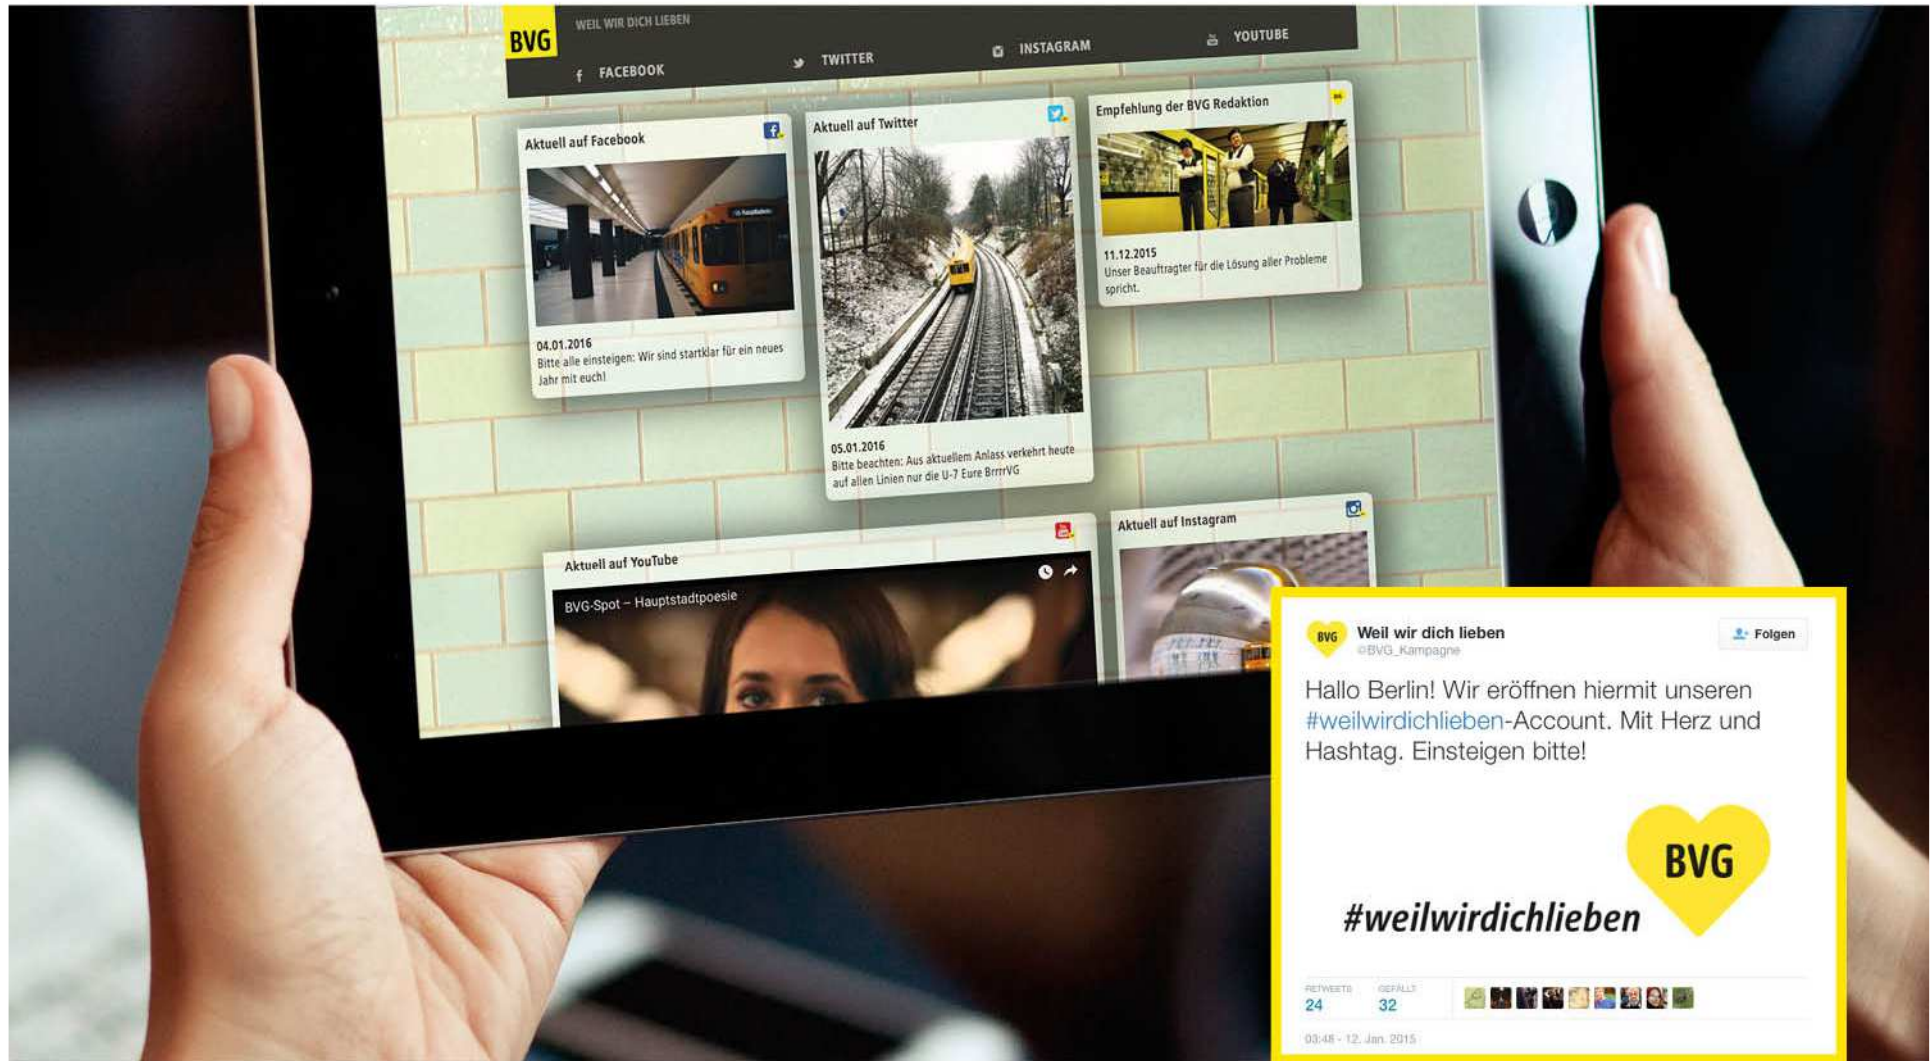 BVG
WEIL WIR DICH LIEBEN
FACEBOOK
TWITTER
INSTAGRAM
YOUTUBE
Aktuell auf Facebook
04.01.2016
Bitte alle einsteigen: Wir sind startklar für ein neues
Jahr mit euch!
Aktuell auf Twitter
05.01.2016
Bitte beachten: Aus aktuellem Anlass verkehrt heute
auf allen Linien nur die U-7 Eure BrrrVG
Empfehlung der BVG Redaktion
11.12.2015
Unser Beauftragter für die Lösung aller Probleme
spricht.
Aktuell auf YouTube
BVG-Spot – Hauptstadtpoesie
Aktuell auf Instagram
BVG
Weil wir dich lieben
@BVG_Kampagne
Folgen
Hallo Berlin! Wir eröffnen hiermit unseren
#weilwirdichlieben-Account. Mit Herz und
Hashtag. Einsteigen bitte!
BVG
#weilwirdichlieben
RETWEETS
24
GEFÄLLT
32
03:48 - 12. Jan. 2015